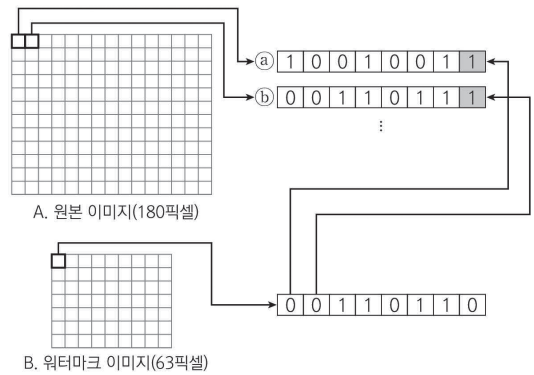 ⓐ 1 0 0 1 0 0 1 1
ⓑ 0 0 1 1 0 1 1 1
⋮
A. 원본 이미지(180픽셀)
0 0 1 1 0 1 1 0
B. 워터마크 이미지(63픽셀)